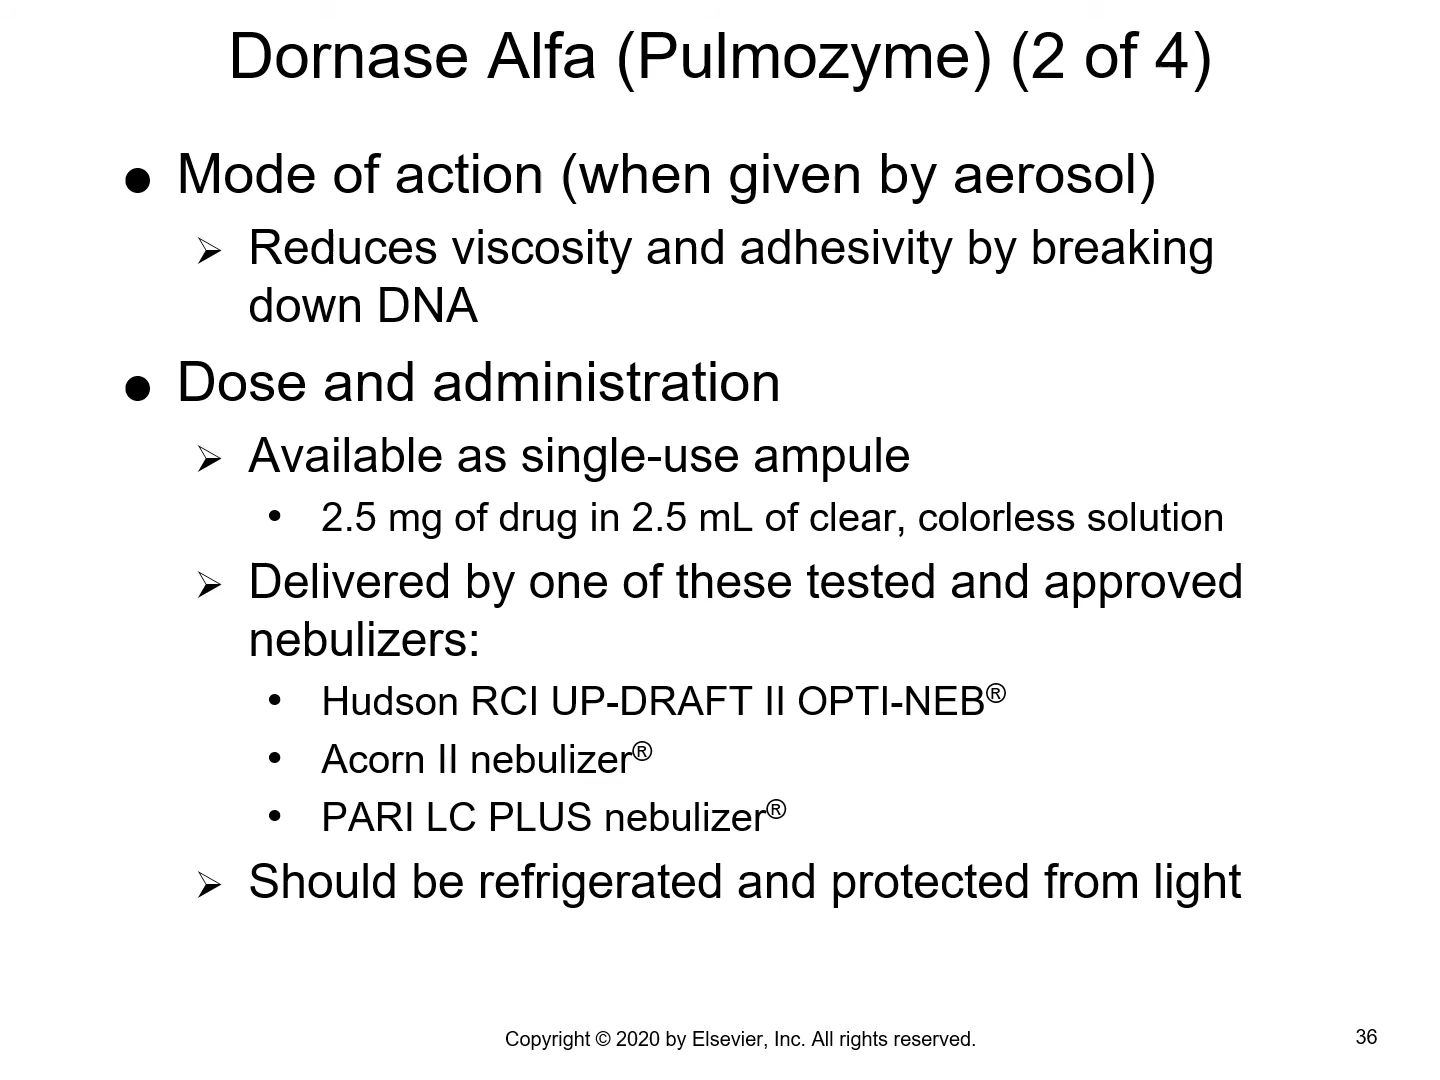 Dornase Alfa (Pulmozyme) (2 of 4)
● Mode of action (when given by aerosol)
➢ Reduces viscosity and adhesivity by breaking
down DNA
● Dose and administration
➢ Available as single-use ampule
• 2.5 mg of drug in 2.5 mL of clear, colorless solution
➢ Delivered by one of these tested and approved
nebulizers:
• Hudson RCI UP-DRAFT II OPTI-NEB®
• Acorn II nebulizer®
• PARI LC PLUS nebulizer®
➢ Should be refrigerated and protected from light
Copyright © 2020 by Elsevier, Inc. All rights reserved.
36